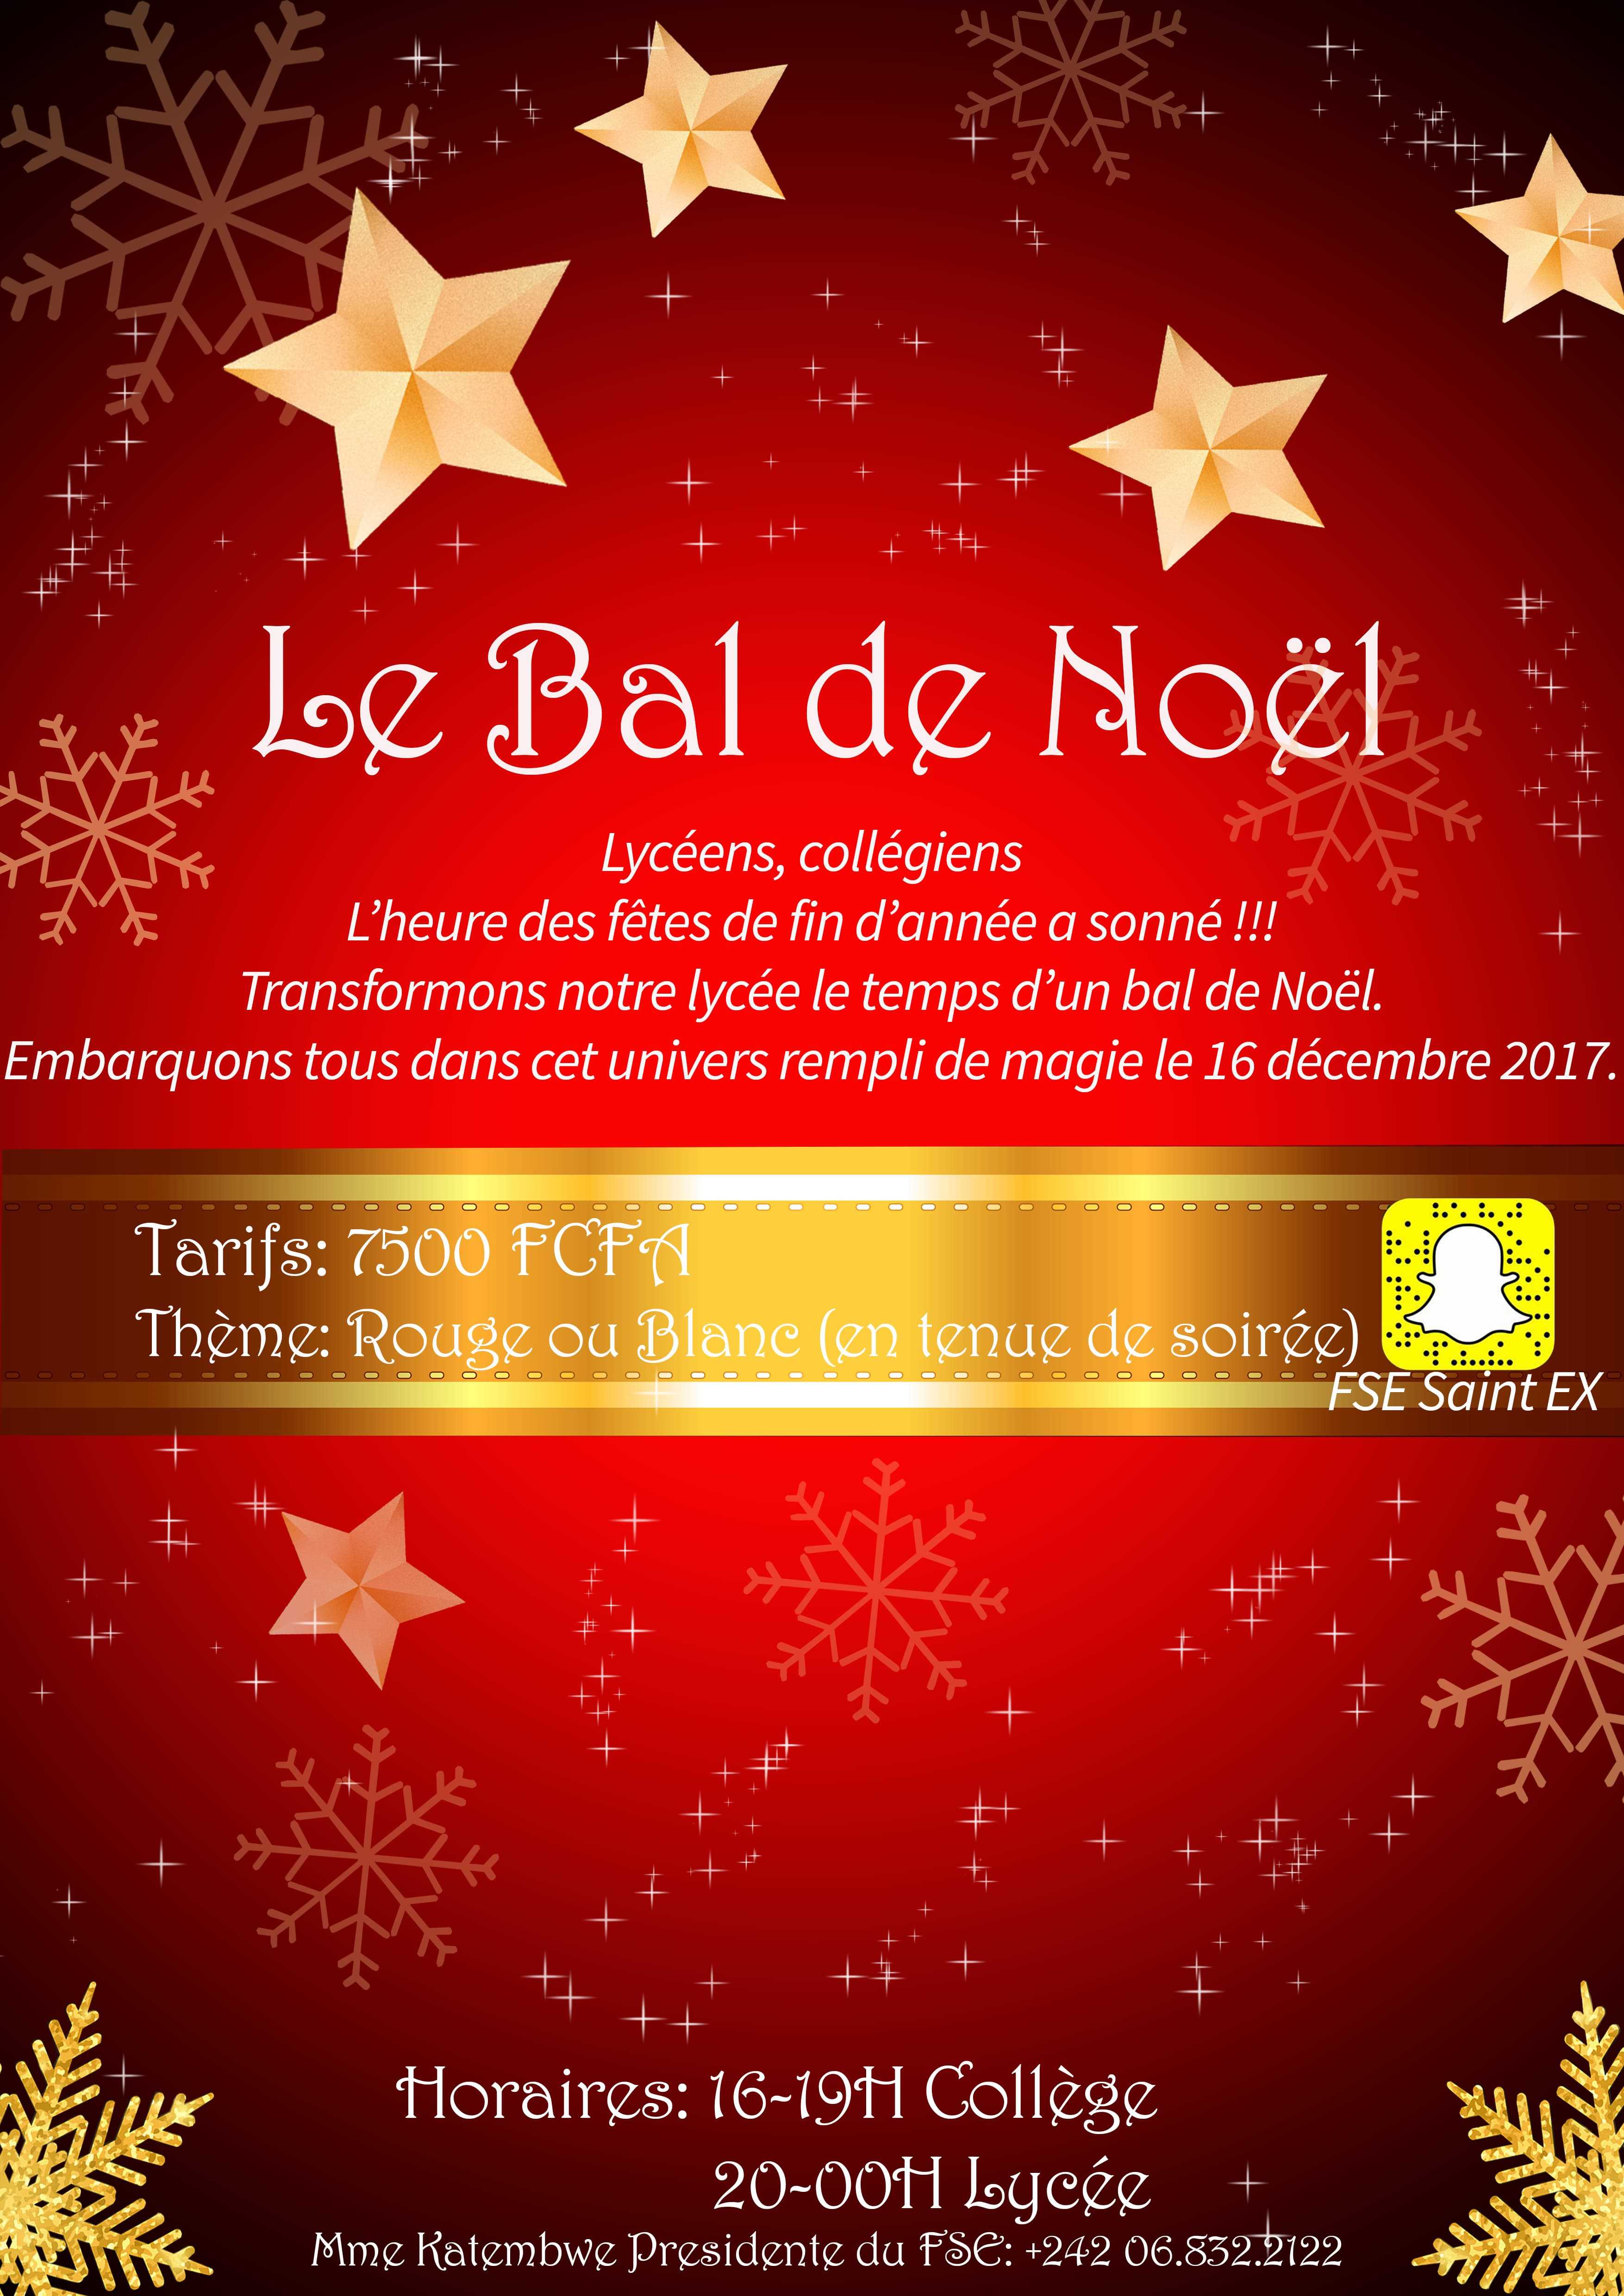 Le Bal de Noël
Lycéens, collégiens
L’heure des fêtes de fin d’année a sonné !!!
Transformons notre lycée le temps d’un bal de Noël.
Embarquons tous dans cet univers rempli de magie le 16 décembre 2017.
Tarifs: 7500 FCFA
Thème: Rouge ou Blanc (en tenue de soirée)
FSE Saint EX
Horaires: 16-19H Collège
20-00H Lycée
Mme Katembwe Presidente du FSE: +242 06.832.2122